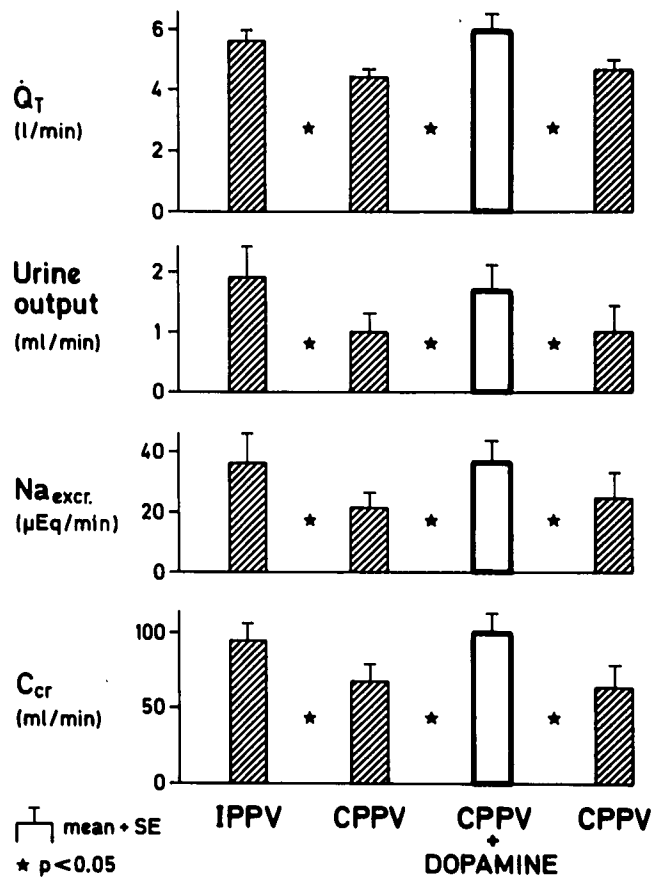 6
4
2
0
Q̇T
(l/min)
★ ★ ★
2
1
0
Urine
output
(ml/min)
★ ★ ★
40
20
0
Naexcr.
(µEq/min)
★ ★ ★
100
50
0
Ccr
(ml/min)
★ ★ ★
IPPV CPPV CPPV + DOPAMINE CPPV
mean + SE
★ p<0.05